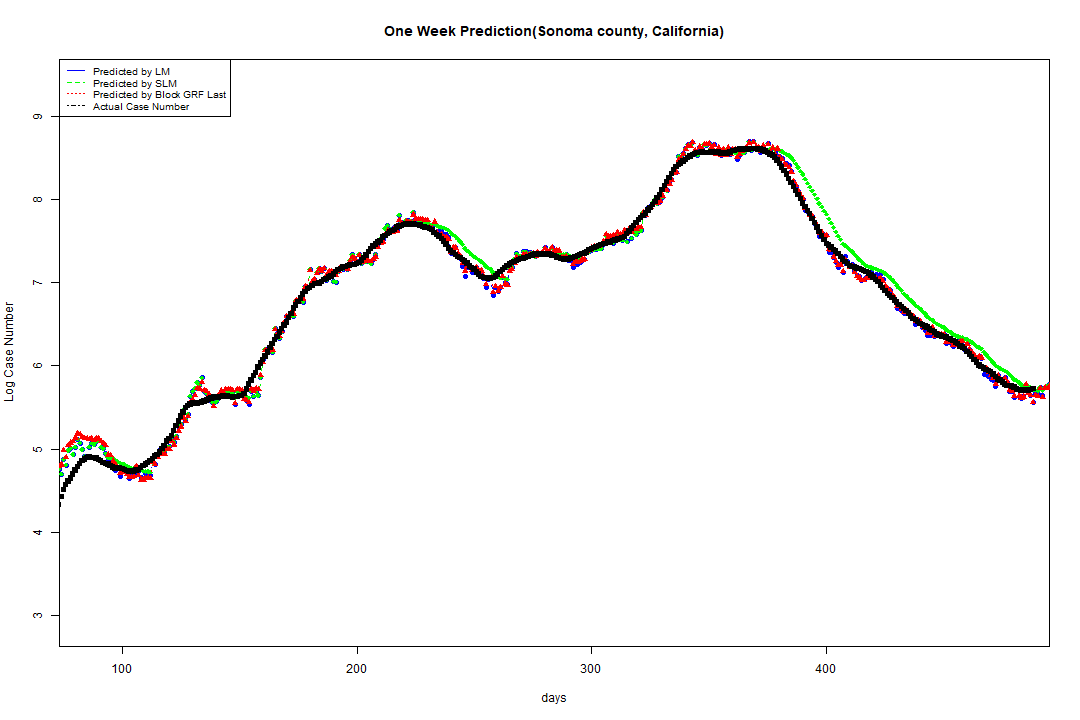 One Week Prediction(Sonoma county, California)
Predicted by LM
Predicted by SLM
Predicted by Block GRF Last
Actual Case Number
9
8
7
6
5
4
3
Log Case Number
100 200 300 400
days